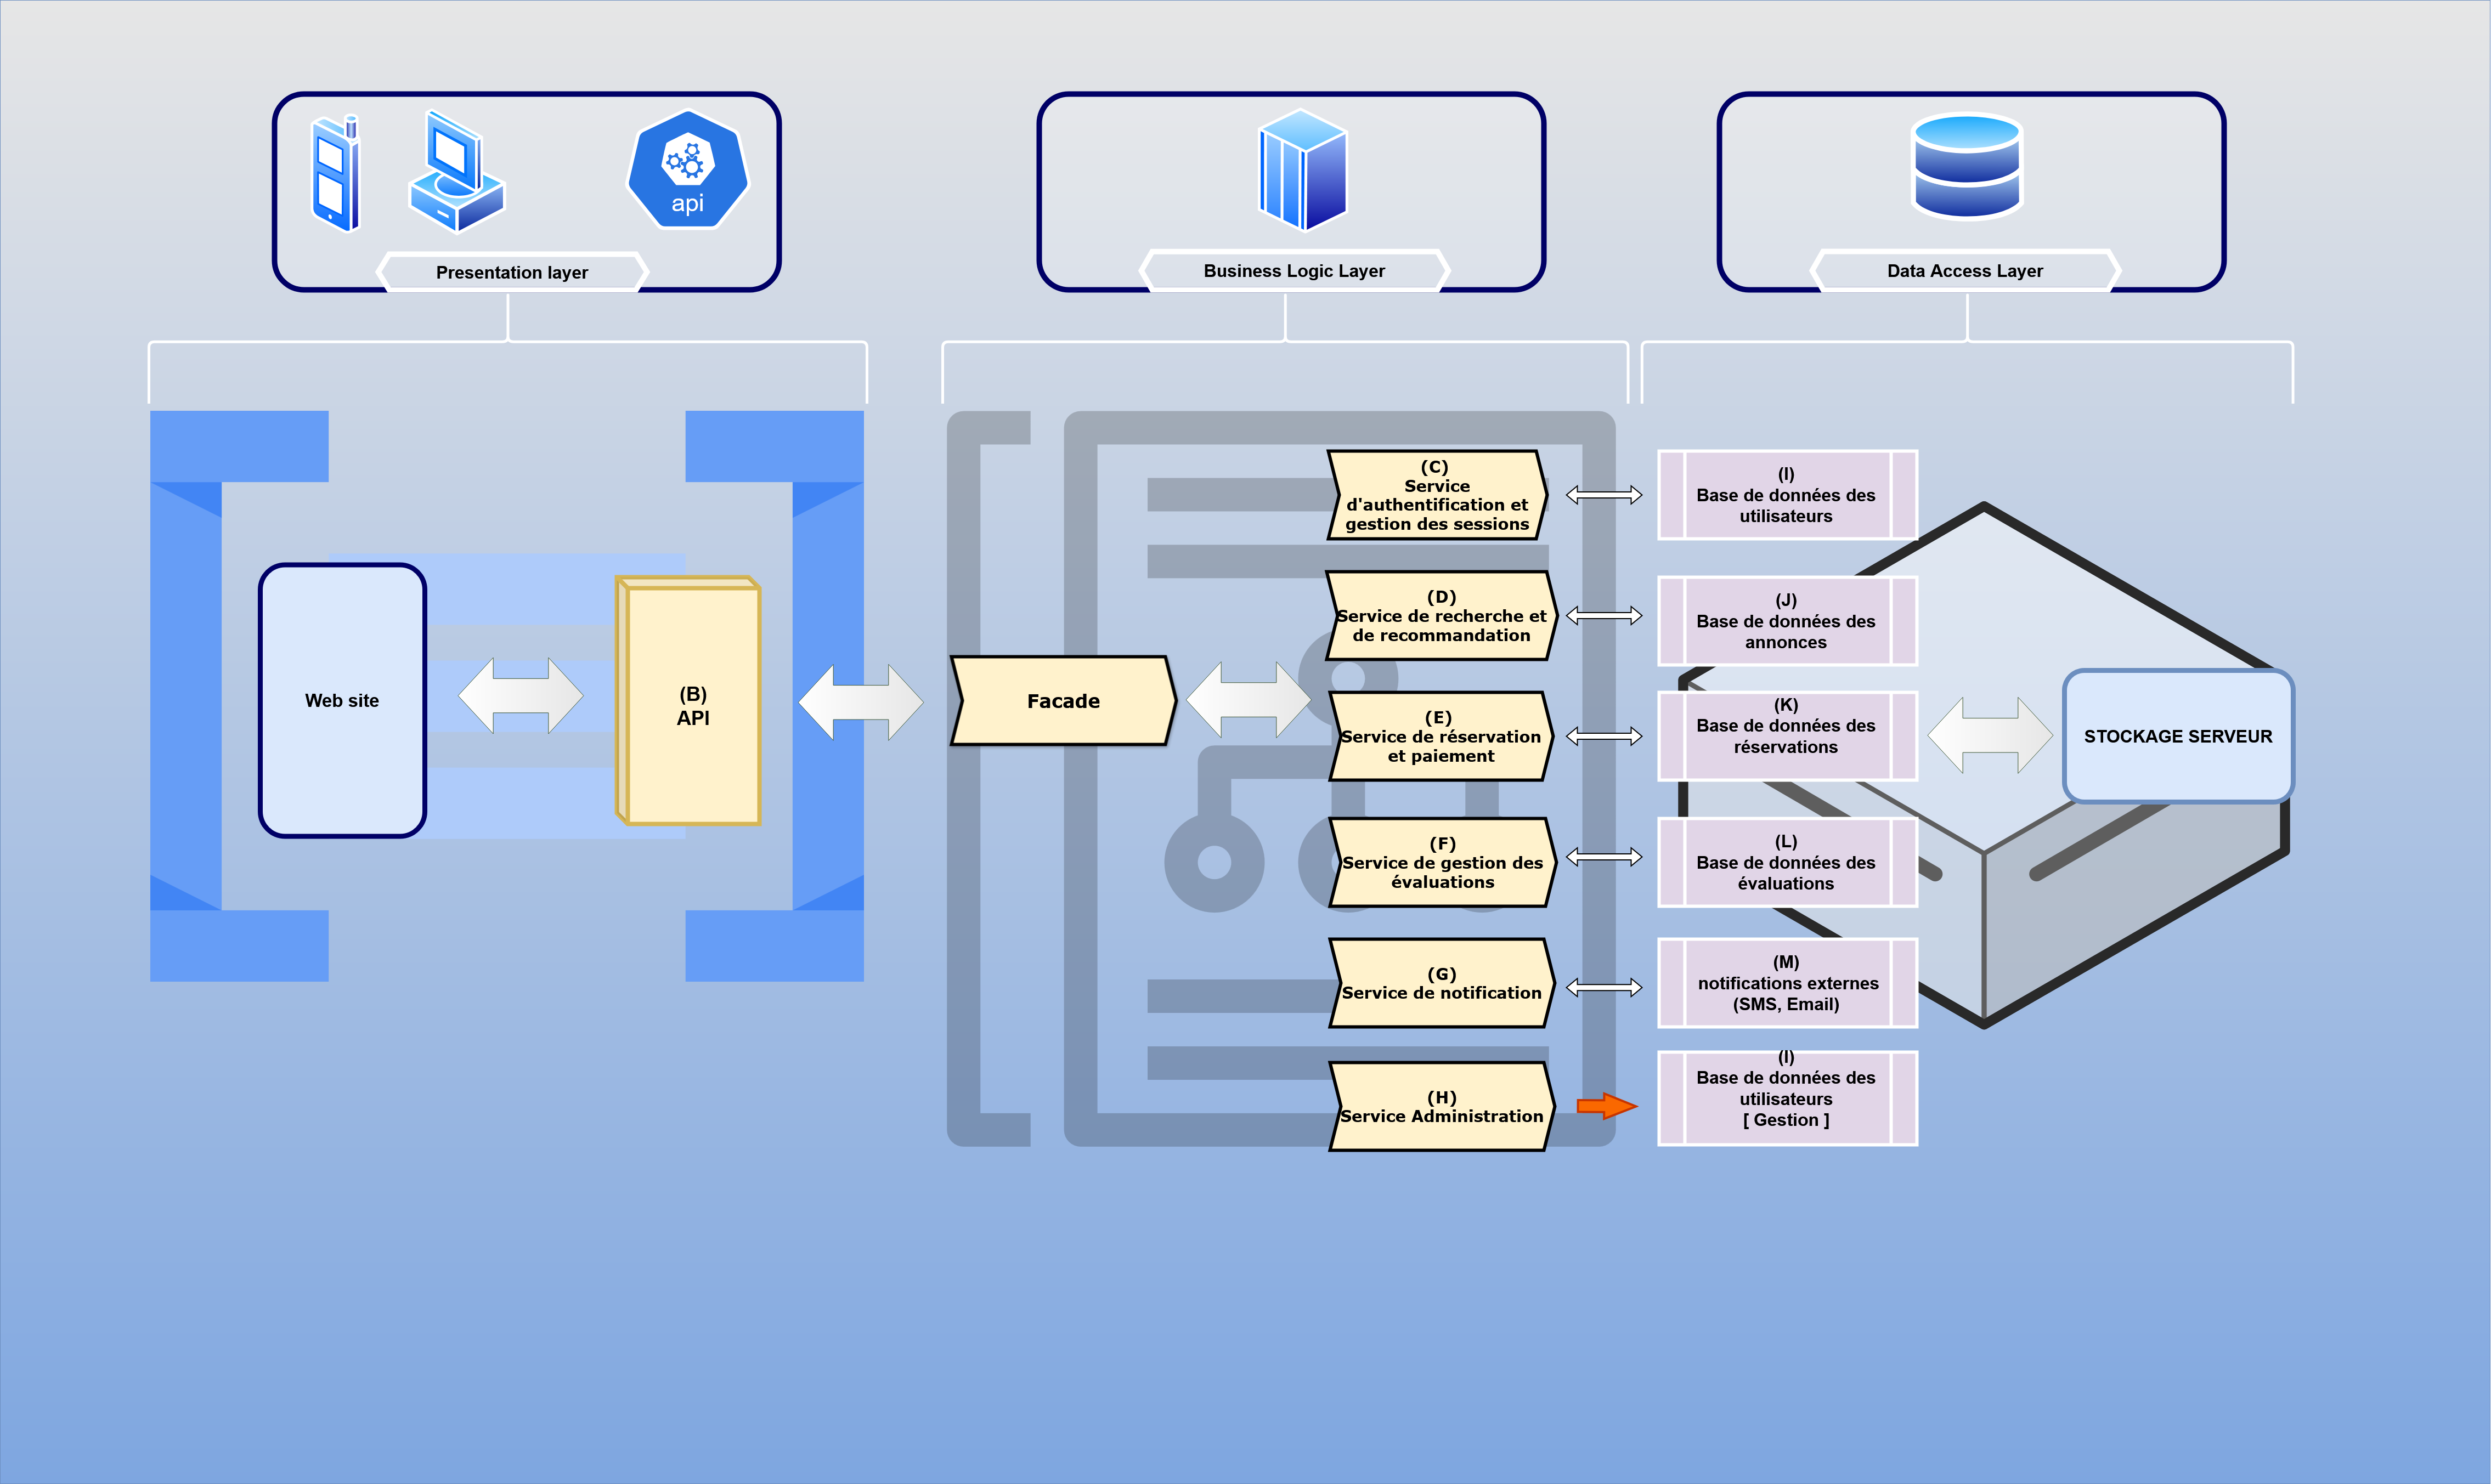 api
Presentation layer
Business Logic Layer
Data Access Layer
Web site
(B)
API
Facade
(C)
Service
d'authentification et
gestion des sessions
(D)
Service de recherche et
de recommandation
(E)
Service de réservation
et paiement
(F)
Service de gestion des
évaluations
(G)
Service de notification
(H)
Service Administration
(I)
Base de données des
utilisateurs
(J)
Base de données des
annonces
(K)
Base de données des
réservations
(L)
Base de données des
évaluations
(M)
notifications externes
(SMS, Email)
(I)
Base de données des
utilisateurs
[ Gestion ]
STOCKAGE SERVEUR